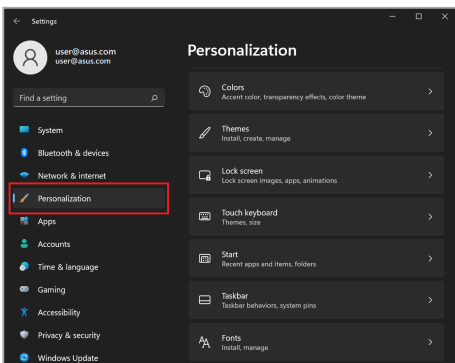 Settings
user@asus.com
user@asus.com
Find a setting
System
Bluetooth & devices
Network & internet
Personalization
Apps
Accounts
Time & language
Gaming
Accessibility
Privacy & security
Windows Update
Personalization
Colors
Accent color, transparency effects, color theme
Themes
Install, create, manage
Lock screen
Lock screen images, apps, animations
Touch keyboard
Themes, size
Start
Recent apps and items, folders
Taskbar
Taskbar behaviors, system pins
Fonts
Install, manage